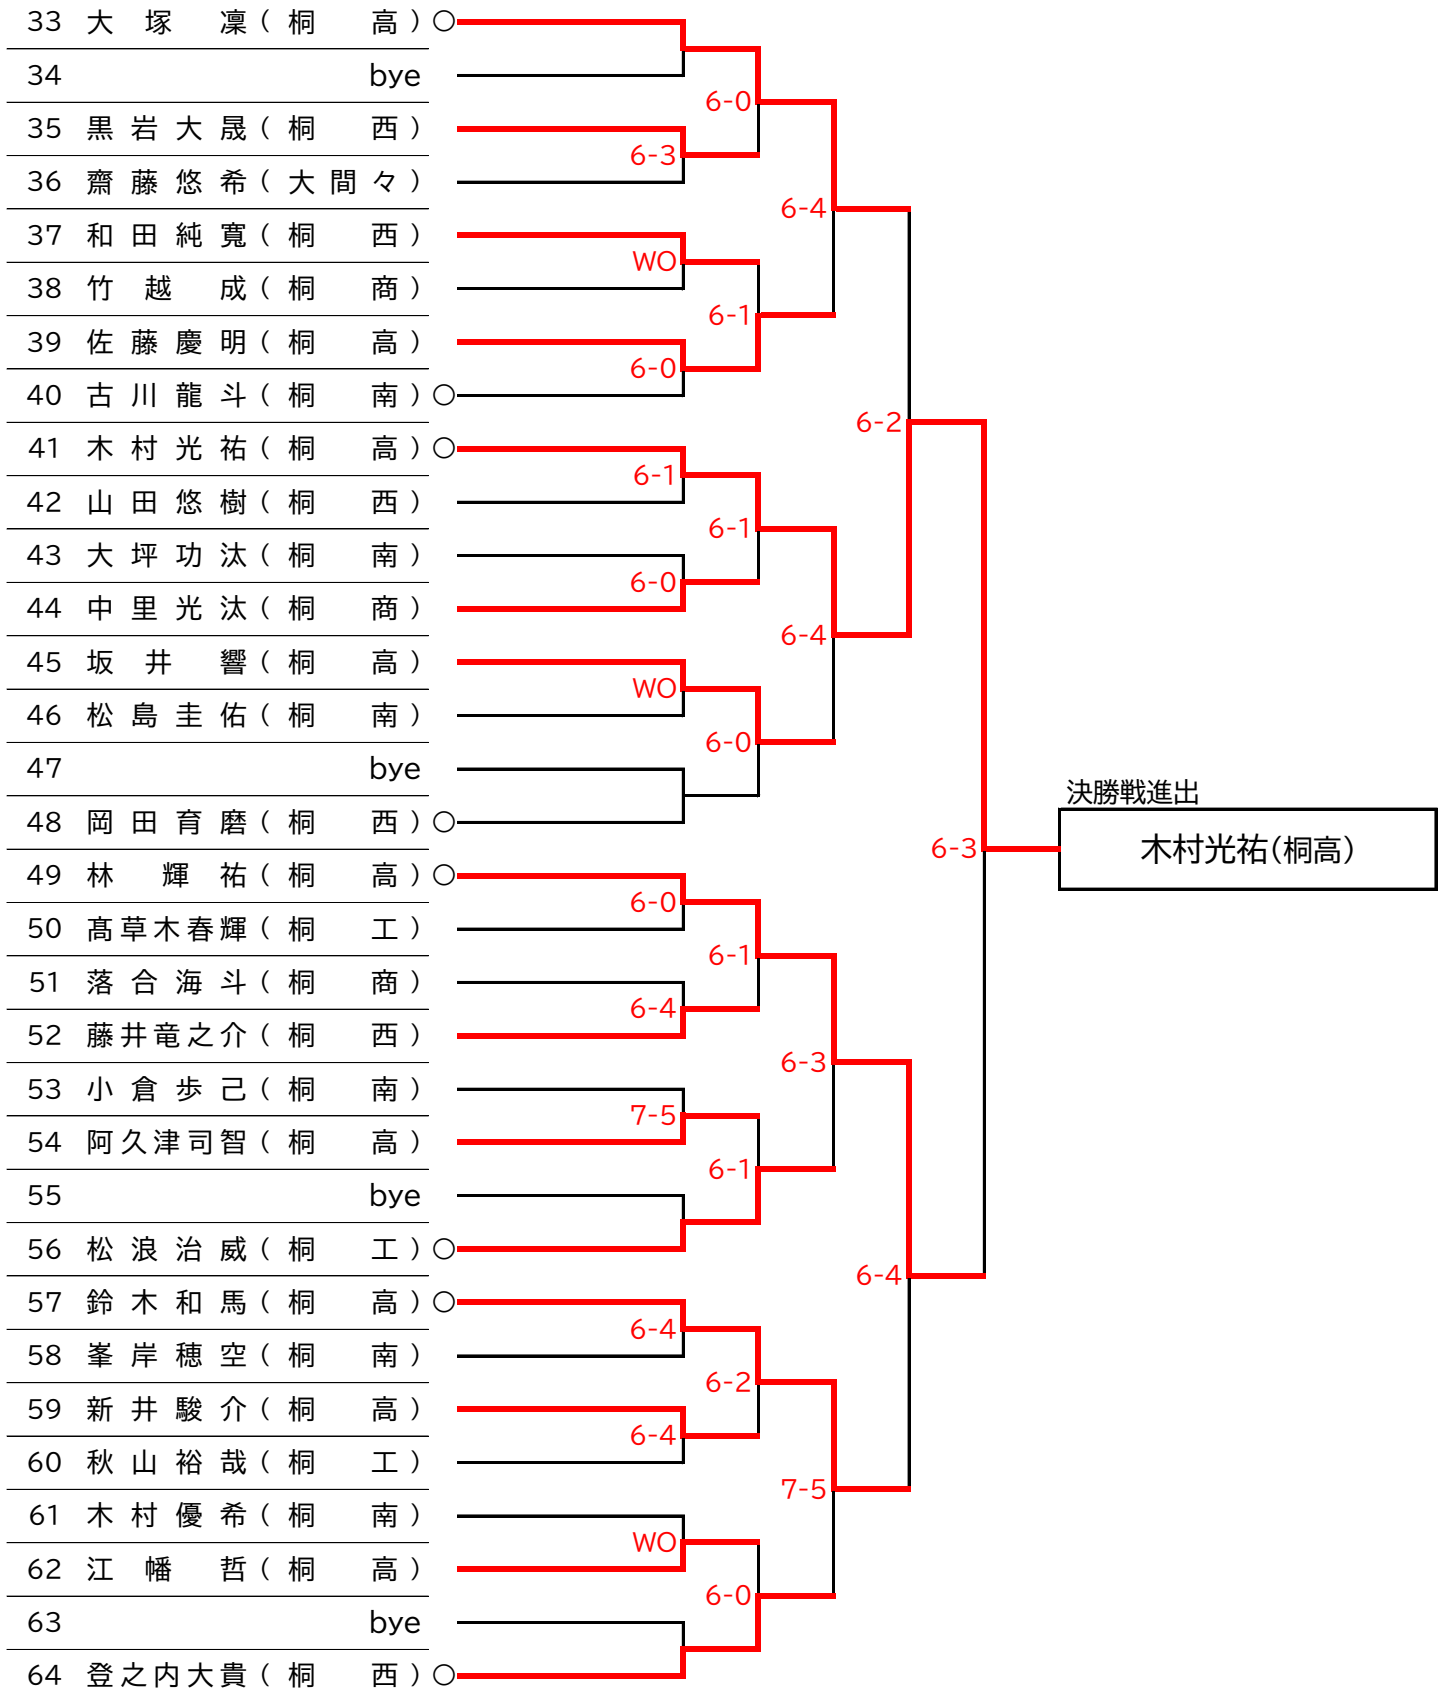 33 大塚凜(桐高)○
34 bye
6-0
35 黒岩大晟(桐西)
6-3
36 齋藤悠希(大間々)
6-4
37 和田純寬(桐西)
WO
38 竹越成(桐商)
6-1
39 佐藤慶明(桐高)
6-0
40 古川龍斗(桐南)○
6-2
41 木村光祐(桐高)○
6-1
42 山田悠樹(桐西)
6-1
43 大坪功汰(桐南)
6-0
44 中里光汰(桐商)
6-4
45 坂井響(桐高)
WO
46 松島圭佑(桐南)
6-0
47 bye
決勝戦進出
48 岡田育磨(桐西)○
6-3
木村光祐(桐高)
49 林輝祐(桐高)○
6-0
50 髙草木春輝(桐工)
6-1
51 落合海斗(桐商)
6-4
52 藤井竜之介(桐西)
6-3
53 小倉歩己(桐南)
7-5
54 阿久津司智(桐高)
6-1
55 bye
56 松浪治威(桐工)○
6-4
57 鈴木和馬(桐高)○
6-4
58 峯岸穂空(桐南)
6-2
59 新井駿介(桐高)
6-4
60 秋山裕哉(桐工)
7-5
61 木村優希(桐南)
WO
62 江幡哲(桐高)
6-0
63 bye
64 登之内大貴(桐西)○